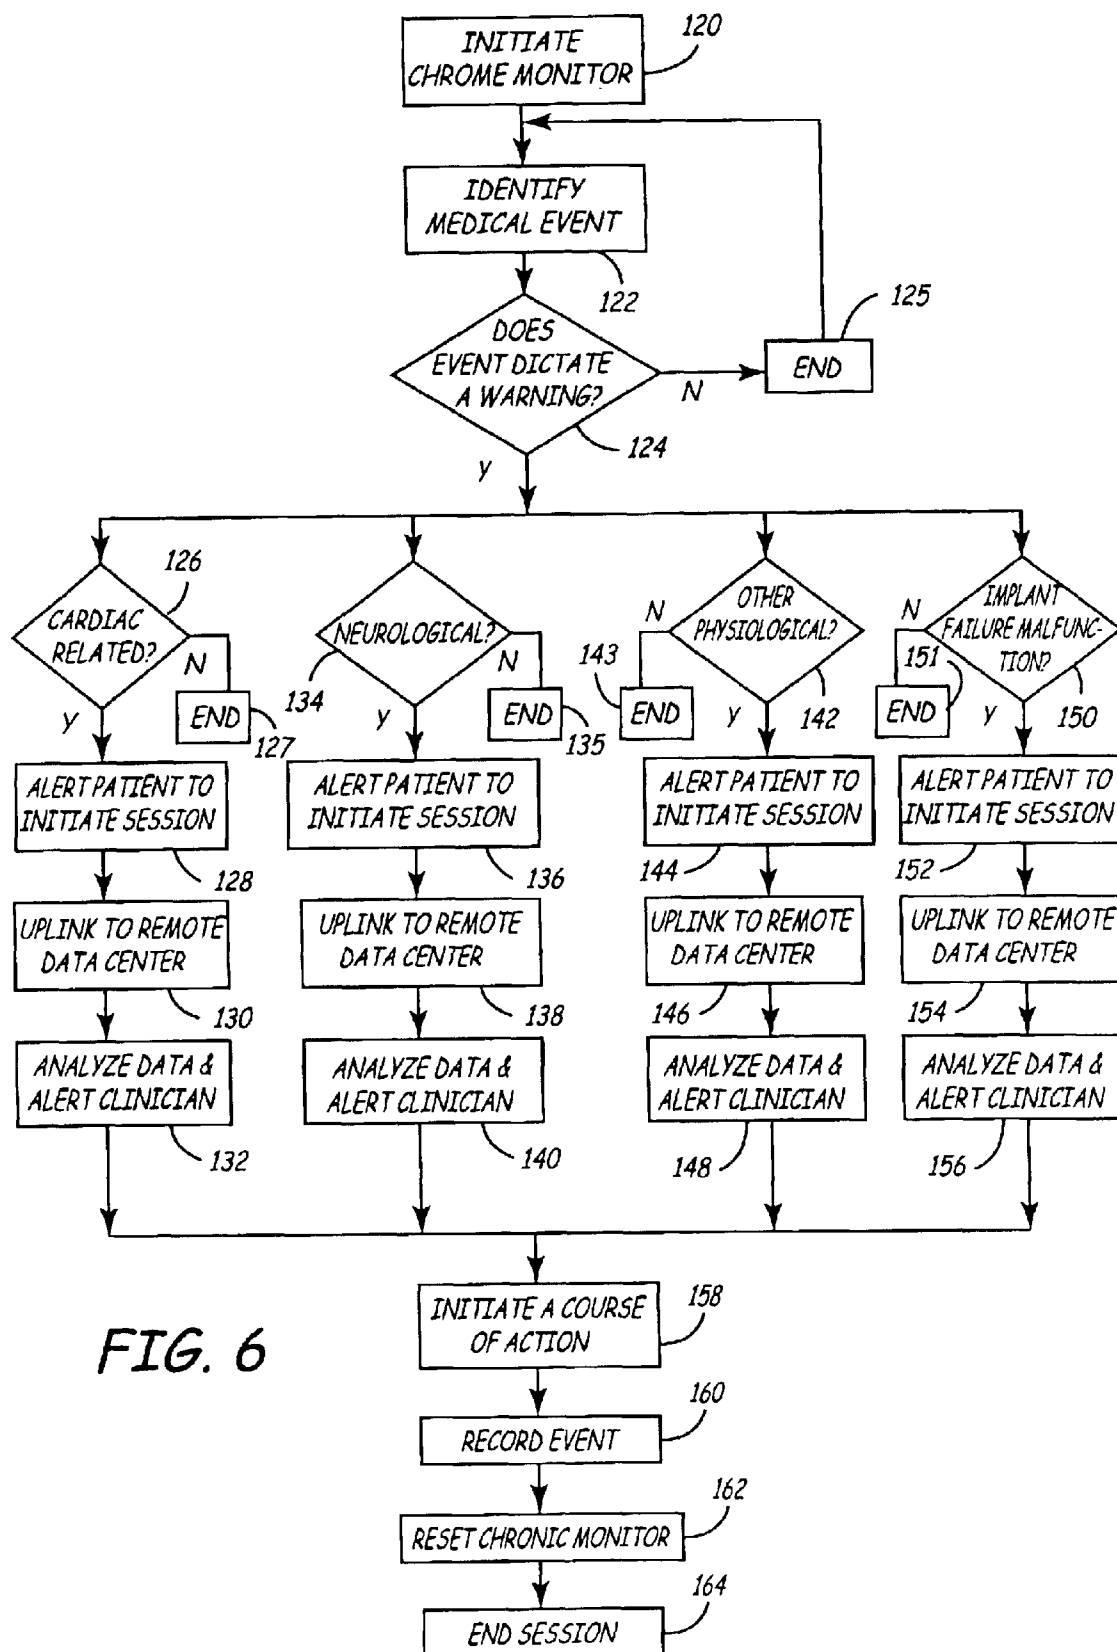 INITIATE
CHROME MONITOR
120
IDENTIFY
MEDICAL EVENT
122
DOES
EVENT DICTATE
A WARNING?
124
N
END
125
Y
CARDIAC
RELATED?
126
N
END
127
Y
NEUROLOGICAL?
134
N
END
135
Y
OTHER
PHYSIOLOGICAL?
142
N
143
END
Y
IMPLANT
FAILURE MALFUNC-
TION?
150
N
151
END
Y
ALERT PATIENT TO
INITIATE SESSION
128
ALERT PATIENT TO
INITIATE SESSION
136
ALERT PATIENT TO
INITIATE SESSION
144
ALERT PATIENT TO
INITIATE SESSION
152
UPLINK TO REMOTE
DATA CENTER
130
UPLINK TO REMOTE
DATA CENTER
138
UPLINK TO REMOTE
DATA CENTER
146
UPLINK TO REMOTE
DATA CENTER
154
ANALYZE DATA &
ALERT CLINICIAN
132
ANALYZE DATA &
ALERT CLINICIAN
140
ANALYZE DATA &
ALERT CLINICIAN
148
ANALYZE DATA &
ALERT CLINICIAN
156
INITIATE A COURSE
OF ACTION
158
FIG. 6
RECORD EVENT
160
RESET CHRONIC MONITOR
162
END SESSION
164